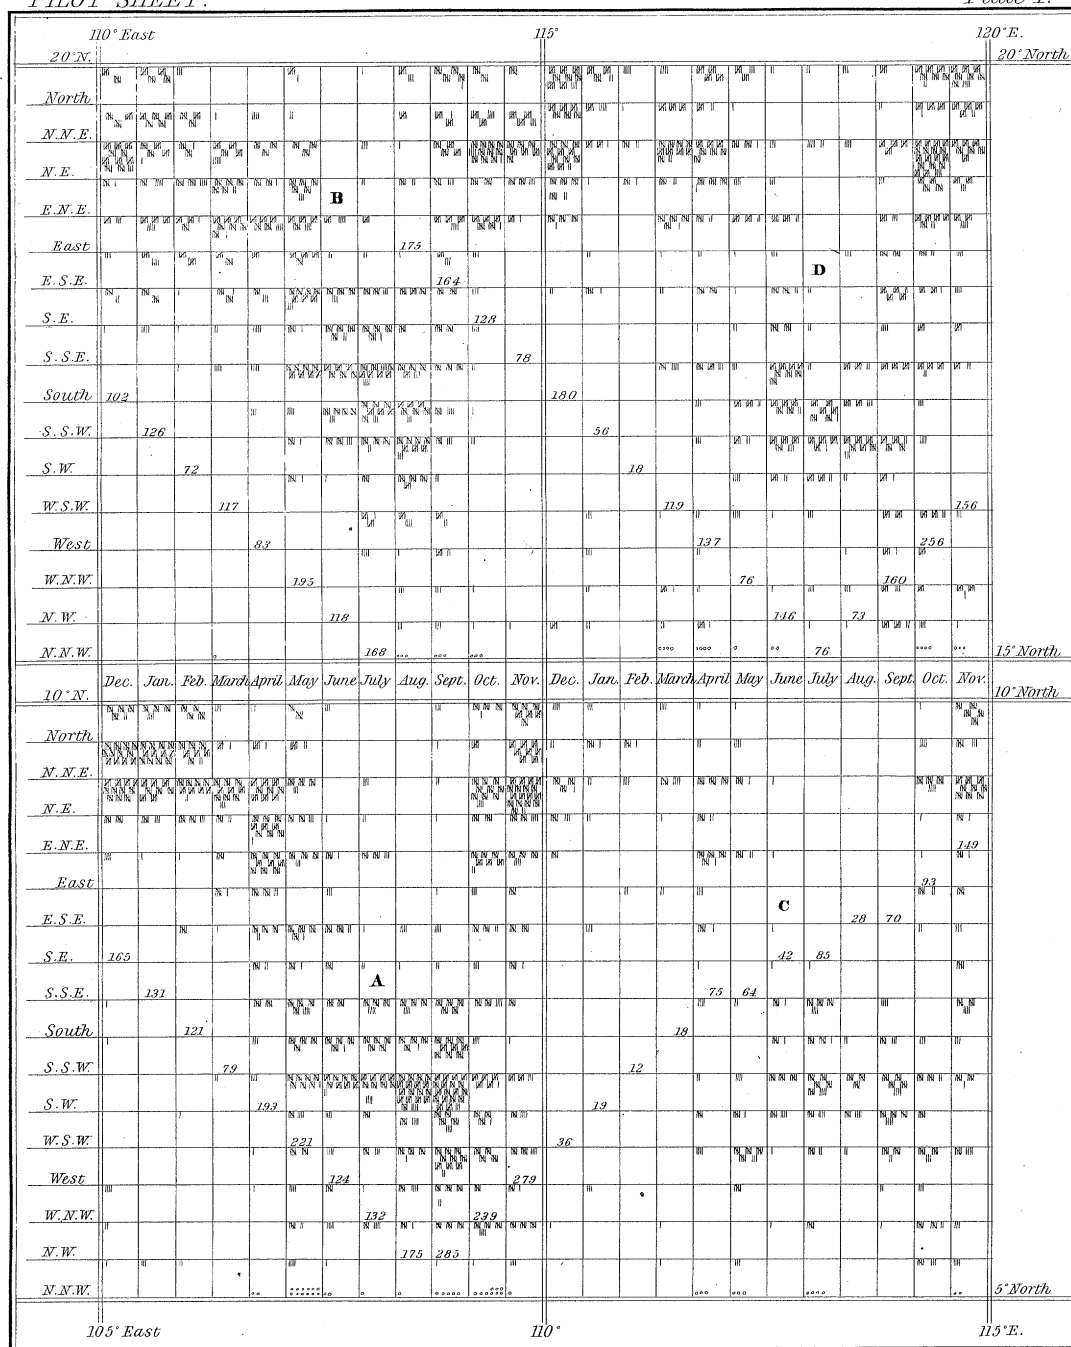 PILOT SHEET.
110° East 115° 120° E.
20° N. 20° North
North
N.N.E.
N.E.
E.N.E.
B
East 175
D
E.S.E. 164
S.E. 128
S.S.E. 78
South 102 180
S.S.W. 126 56
S.W. 72 18
W.S.W. 117 119 156
West 83 137 256
W.N.W. 195 76 160
N.W. 118 146 73
N.N.W. 168 76 15° North
Dec. Jan. Feb. March April May June July Aug. Sept. Oct. Nov. Dec. Jan. Feb. March April May June July Aug. Sept. Oct. Nov.
10° N. 10° North
North
N.N.E.
N.E.
E.N.E. 149
East 93
C
E.S.E. 28 70
S.E. 165 42 85
A
S.S.E. 131 75 64
South 121 18
S.S.W. 79 12
S.W. 193 19
W.S.W. 221 36
West 124 279
W.N.W. 132 239
N.W. 175 285
N.N.W. 5° North
105° East 110° 115° E.